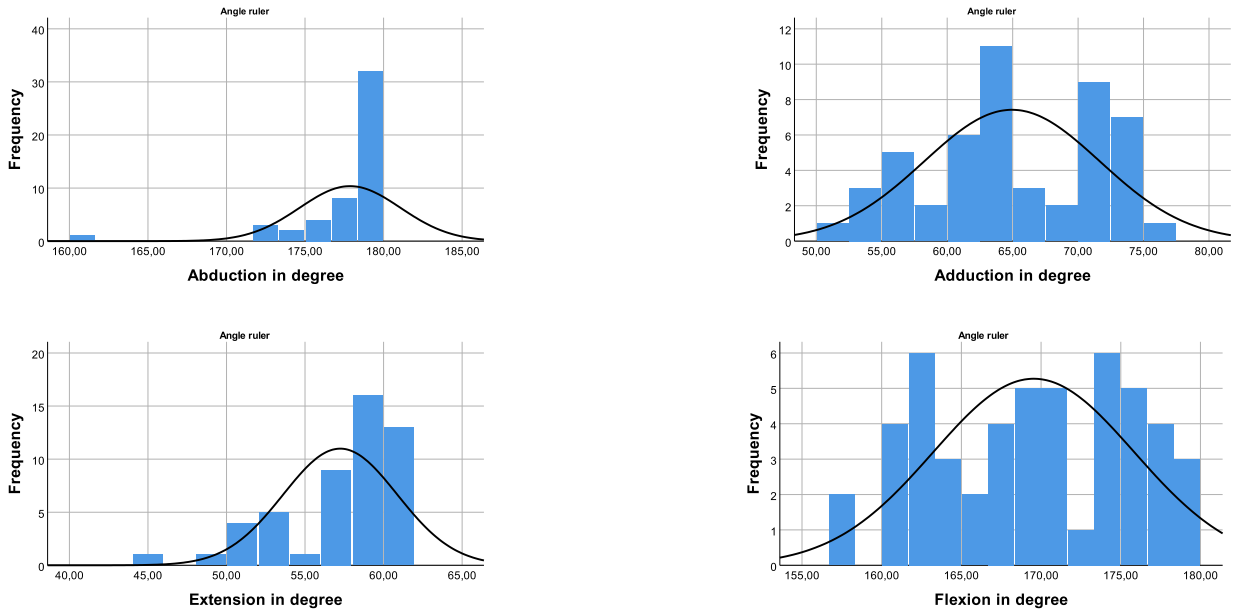 Angle ruler
40
30
20
10
0
Frequency
160,00 165,00 170,00 175,00 180,00 185,00
Abduction in degree
Angle ruler
12
10
8
6
4
2
0
Frequency
50,00 55,00 60,00 65,00 70,00 75,00 80,00
Adduction in degree
Angle ruler
20
15
10
5
0
Frequency
40,00 45,00 50,00 55,00 60,00 65,00
Extension in degree
Angle ruler
6
5
4
3
2
1
0
Frequency
155,00 160,00 165,00 170,00 175,00 180,00
Flexion in degree